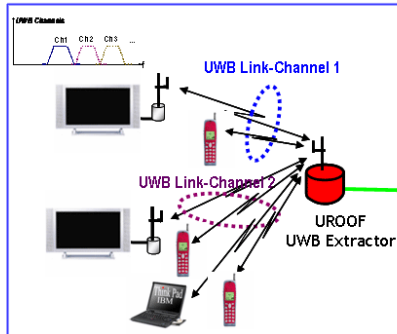 UWB Channels
Ch1 Ch2 Ch3 ...
UWB Link-Channel 1
UWB Link-Channel 2
UROOF
UWB Extractor
Think Pad
IBM